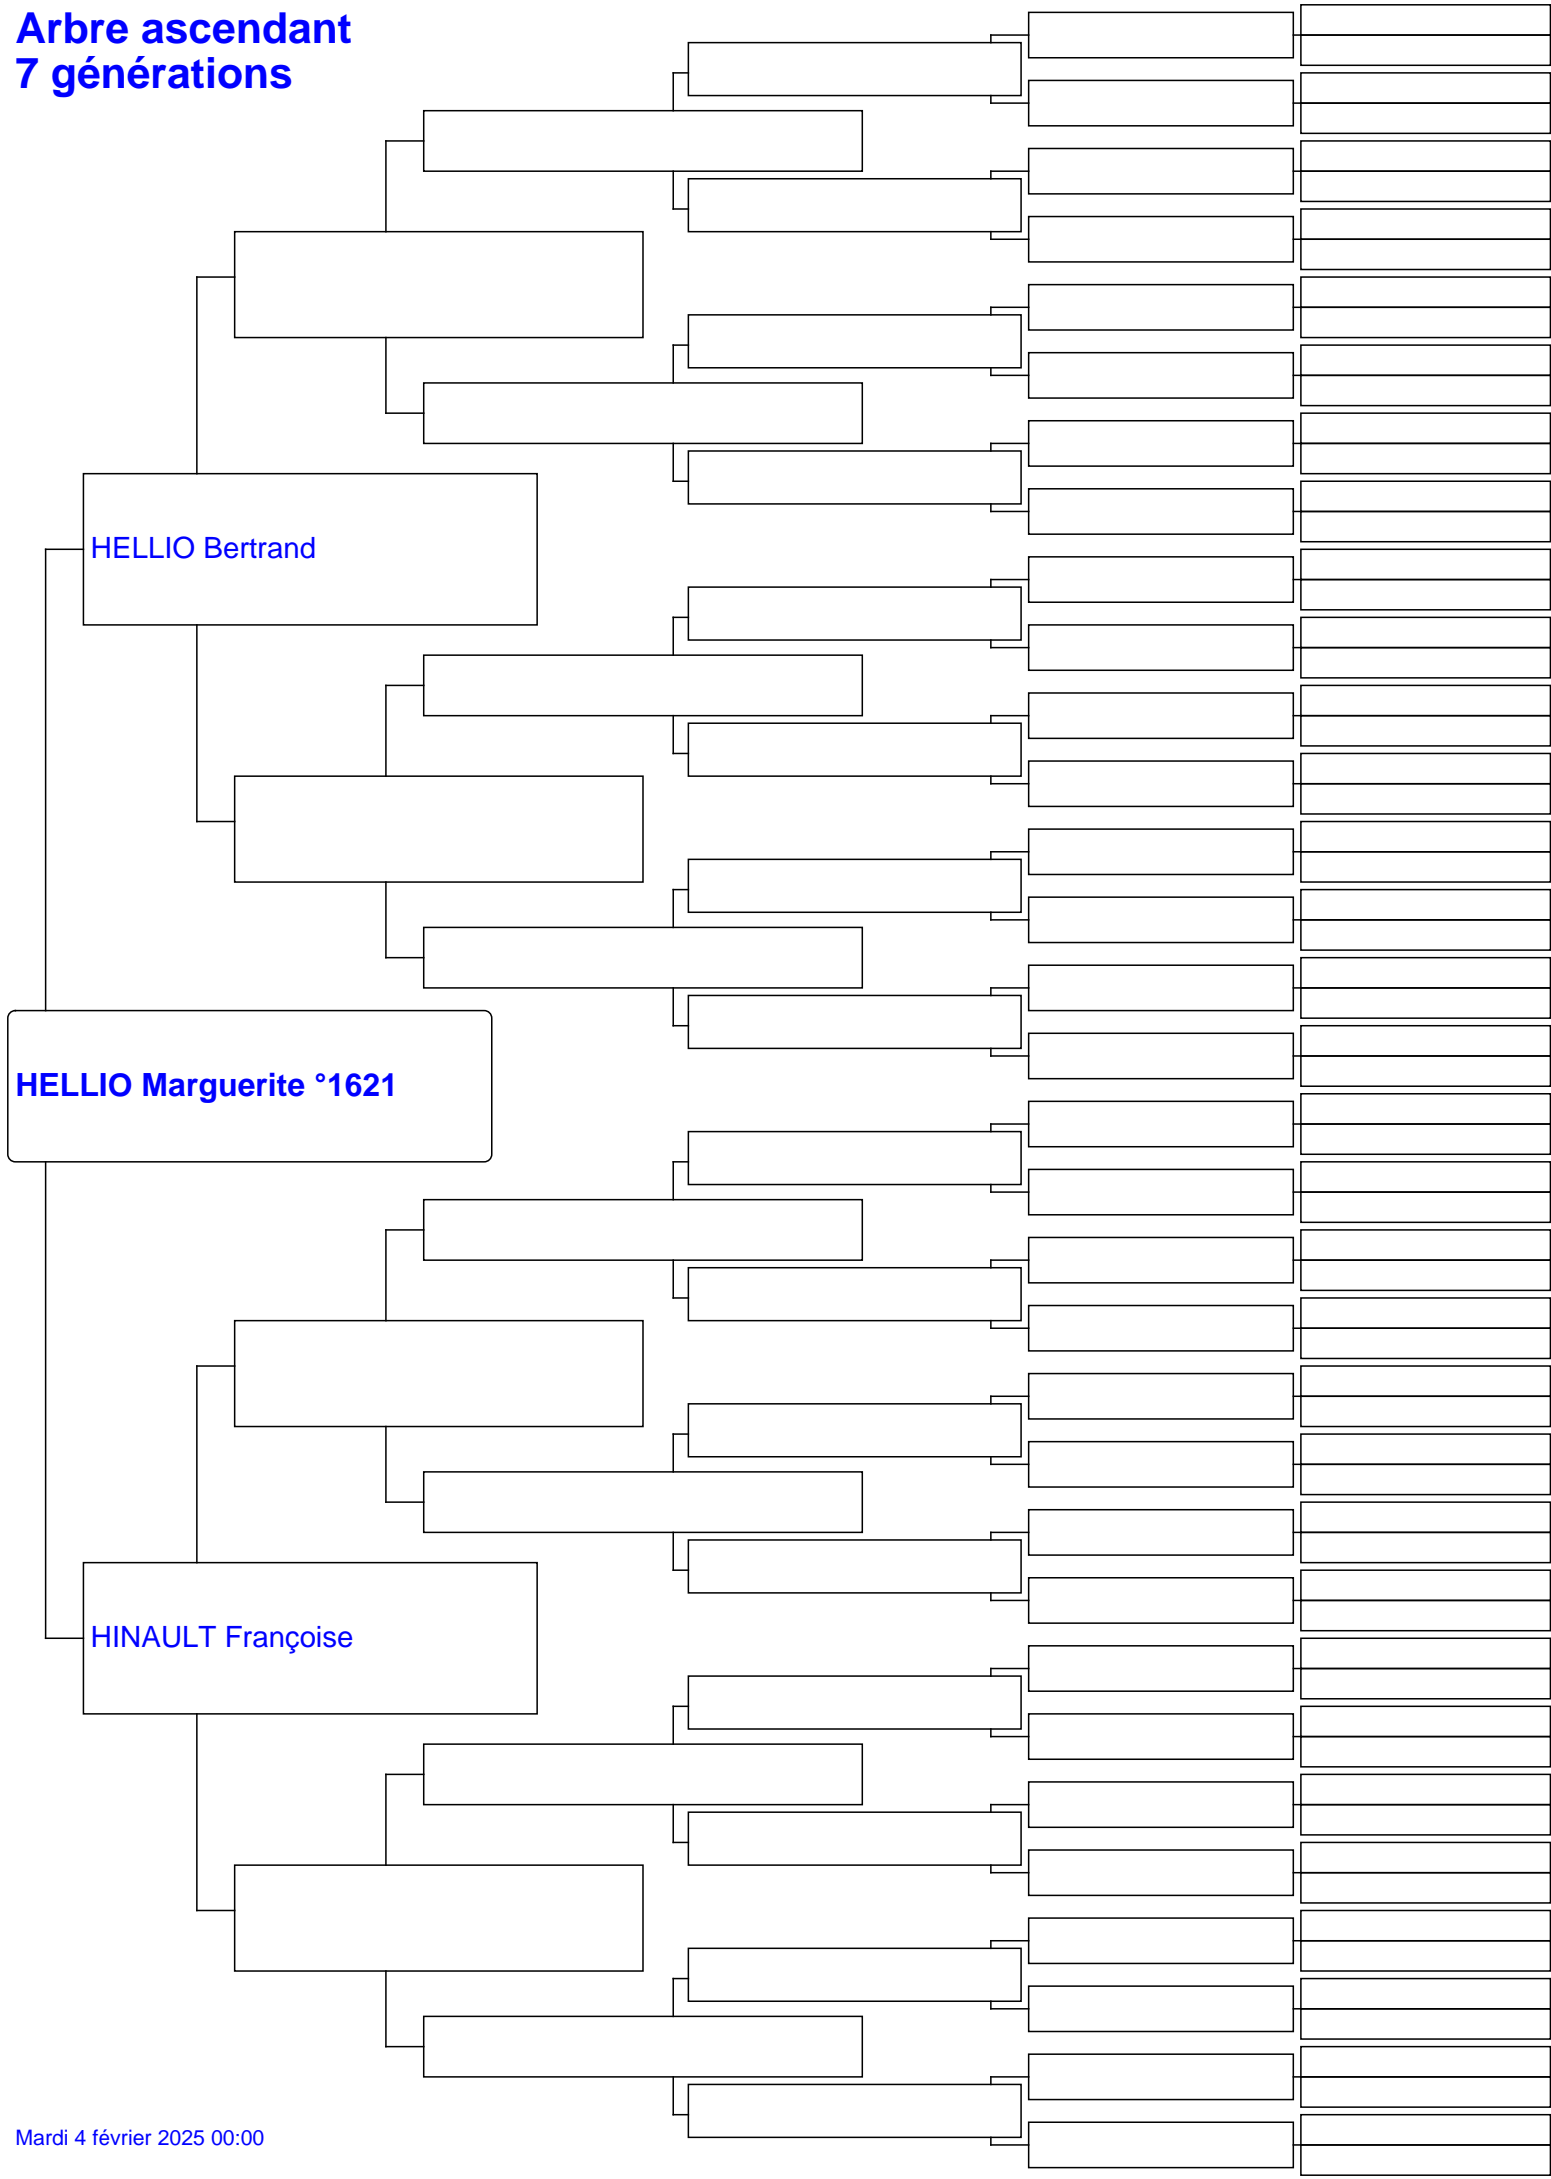 Arbre ascendant
7 générations
HELLIO Bertrand
HELLIO Marguerite °1621
HINAULT Françoise
Mardi 4 février 2025 00:00